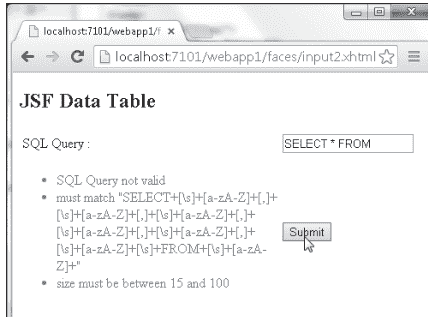 localhost:7101/webapp1/f
localhost:7101/webapp1/faces/input2.xhtml
JSF Data Table
SQL Query :
SELECT * FROM
SQL Query not valid
must match "SELECT+[\s]+[a-zA-Z]+[,]+
[\s]+[a-zA-Z]+[,]+[\s]+[a-zA-Z]+[,]+
[\s]+[a-zA-Z]+[,]+[\s]+[a-zA-Z]+[,]+
[\s]+[a-zA-Z]+[\s]+FROM+[\s]+[a-zA-
Z]+"
Submit
size must be between 15 and 100